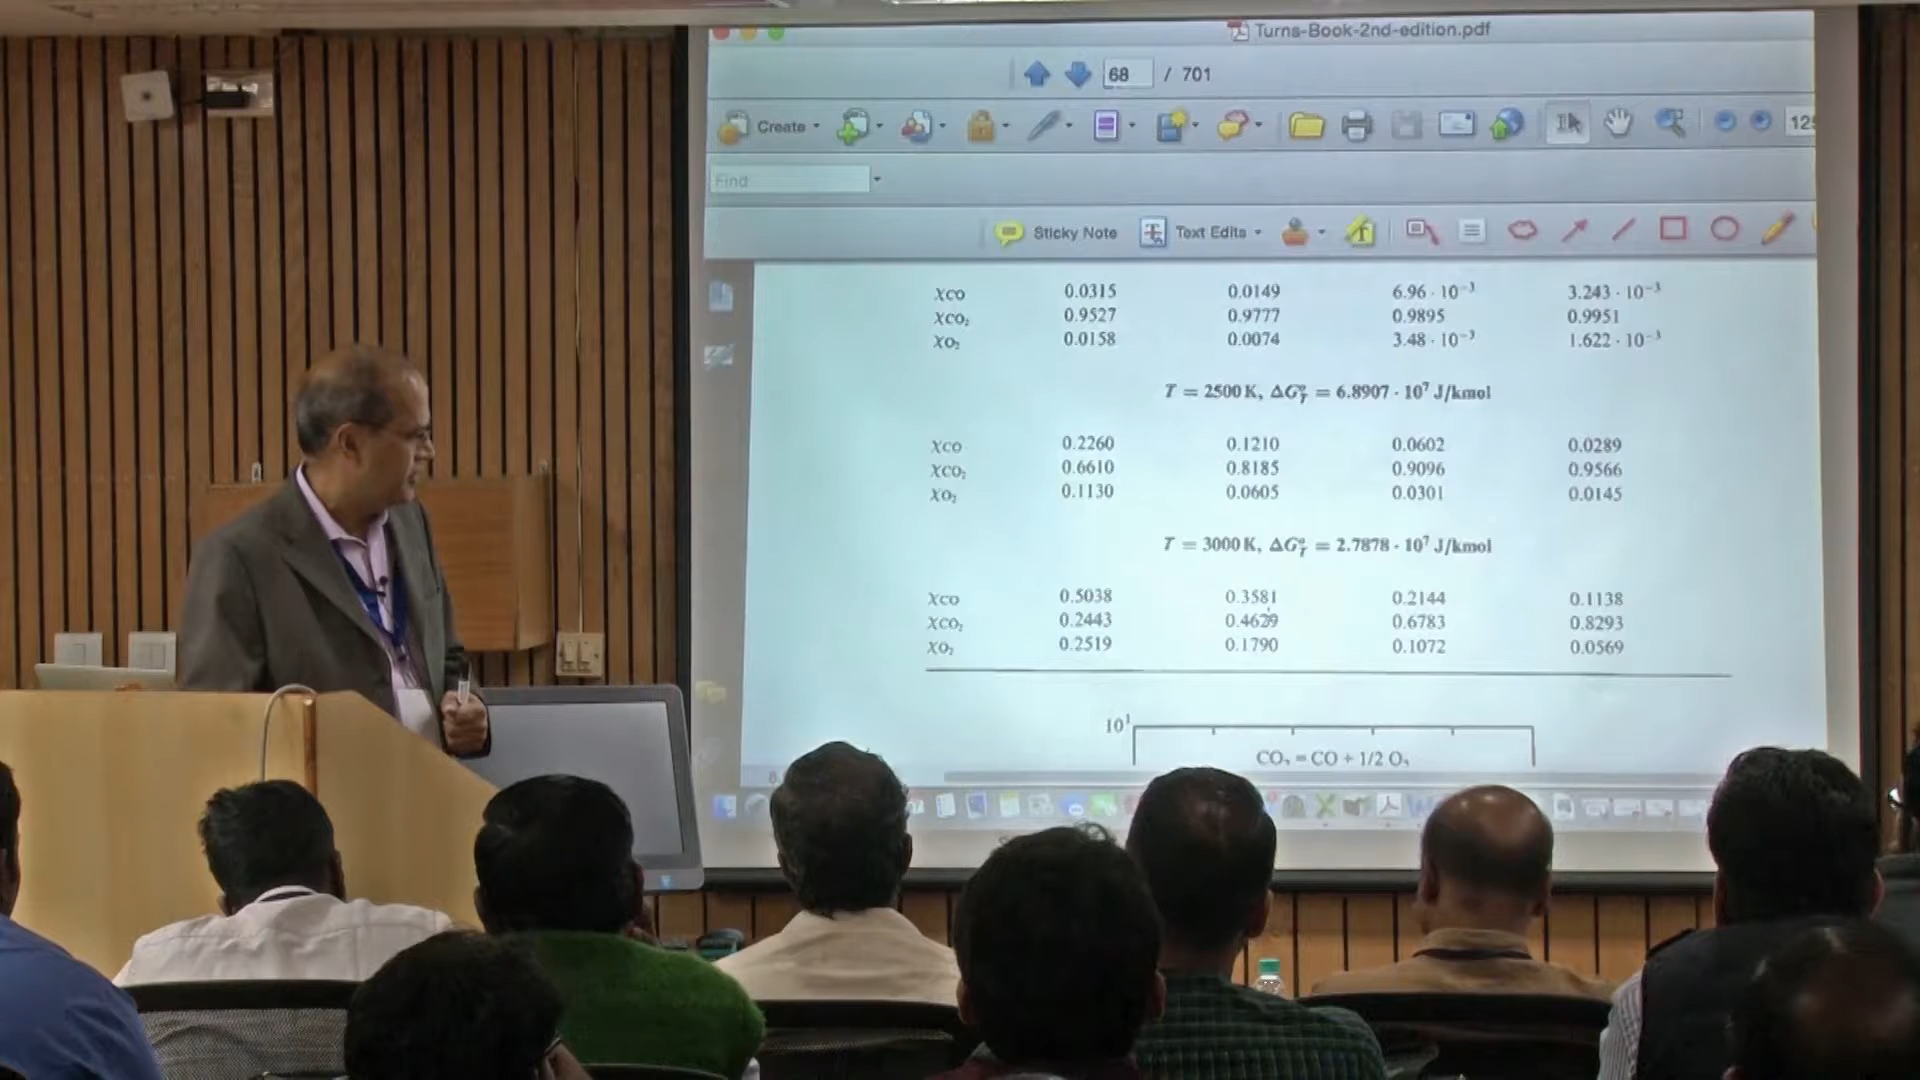 Turns-Book-2nd-edition.pdf
68 / 701
Create
125
Find
Sticky Note Text Edits
χCO 0.0315 0.0149 6.96 · 10⁻³ 3.243 · 10⁻³
χCO₂ 0.9527 0.9777 0.9895 0.9951
χO₂ 0.0158 0.0074 3.48 · 10⁻³ 1.622 · 10⁻³
T = 2500 K, ΔG°T = 6.8907 · 10⁷ J/kmol
χCO 0.2260 0.1210 0.0602 0.0289
χCO₂ 0.6610 0.8185 0.9096 0.9566
χO₂ 0.1130 0.0605 0.0301 0.0145
T = 3000 K, ΔG°T = 2.7878 · 10⁷ J/kmol
χCO 0.5038 0.3581 0.2144 0.1138
χCO₂ 0.2443 0.4629 0.6783 0.8293
χO₂ 0.2519 0.1790 0.1072 0.0569
10¹
CO₂ = CO + 1/2 O₂